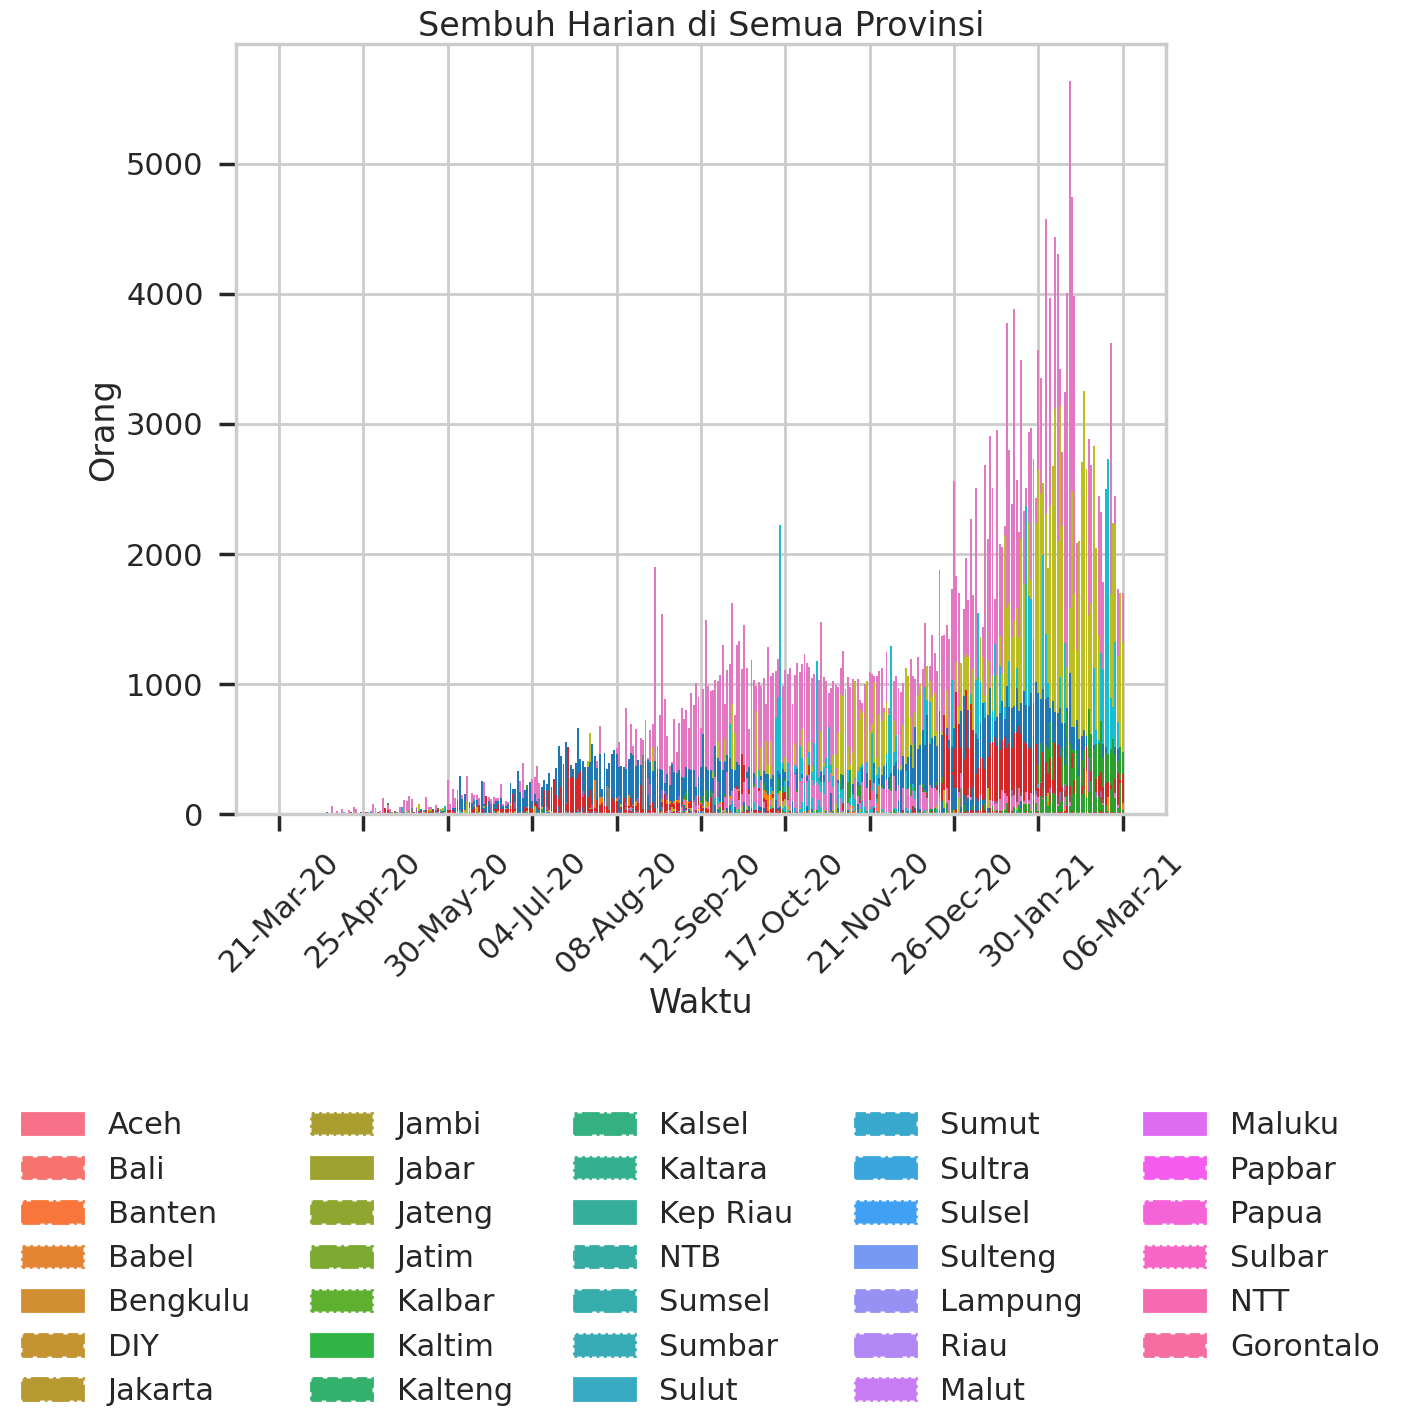 Sembuh Harian di Semua Provinsi
5000
4000
3000
2000
1000
0
Orang
21-Mar-20
25-Apr-20
30-May-20
04-Jul-20
08-Aug-20
12-Sep-20
17-Oct-20
21-Nov-20
26-Dec-20
30-Jan-21
06-Mar-21
Waktu
Aceh
Bali
Banten
Babel
Bengkulu
DIY
Jakarta
Jambi
Jabar
Jateng
Jatim
Kalbar
Kaltim
Kalteng
Kalsel
Kaltara
Kep Riau
NTB
Sumsel
Sumbar
Sulut
Sumut
Sultra
Sulsel
Sulteng
Lampung
Riau
Malut
Maluku
Papbar
Papua
Sulbar
NTT
Gorontalo